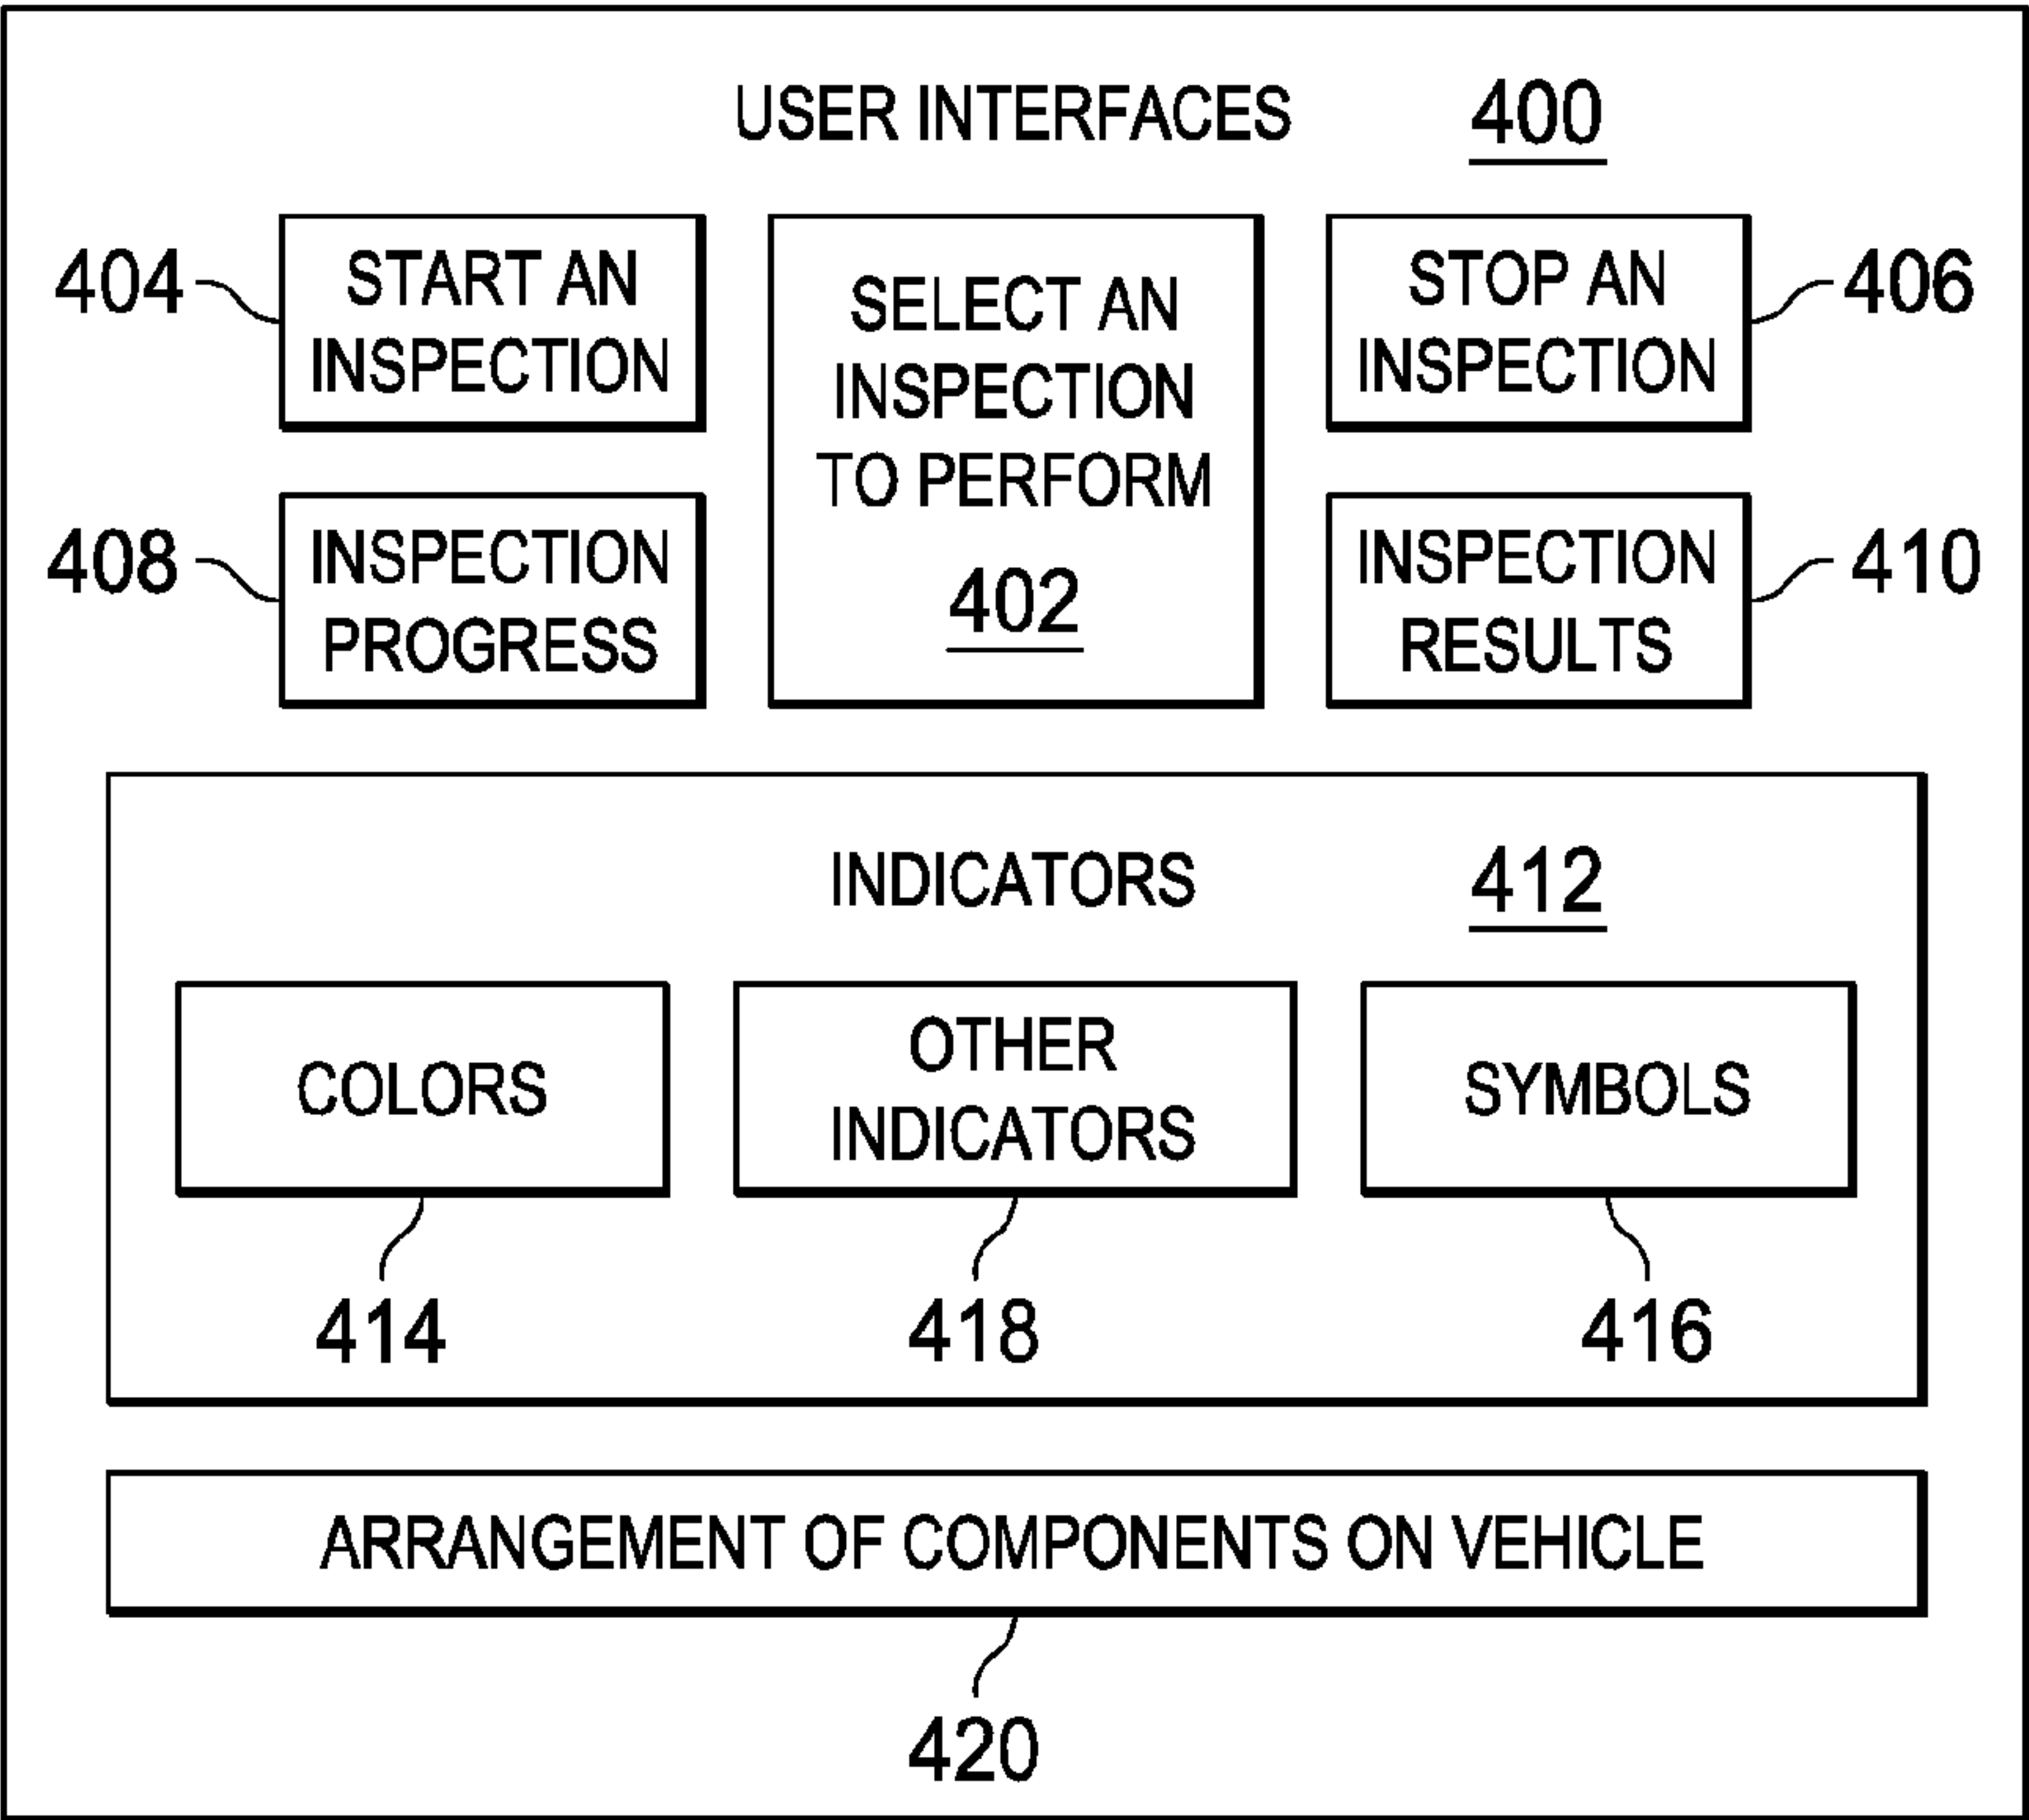 USER INTERFACES 400
404
START AN
INSPECTION
SELECT AN
INSPECTION
TO PERFORM
402
STOP AN
INSPECTION
406
408
INSPECTION
PROGRESS
INSPECTION
RESULTS
410
INDICATORS 412
COLORS
414
OTHER
INDICATORS
418
SYMBOLS
416
ARRANGEMENT OF COMPONENTS ON VEHICLE
420